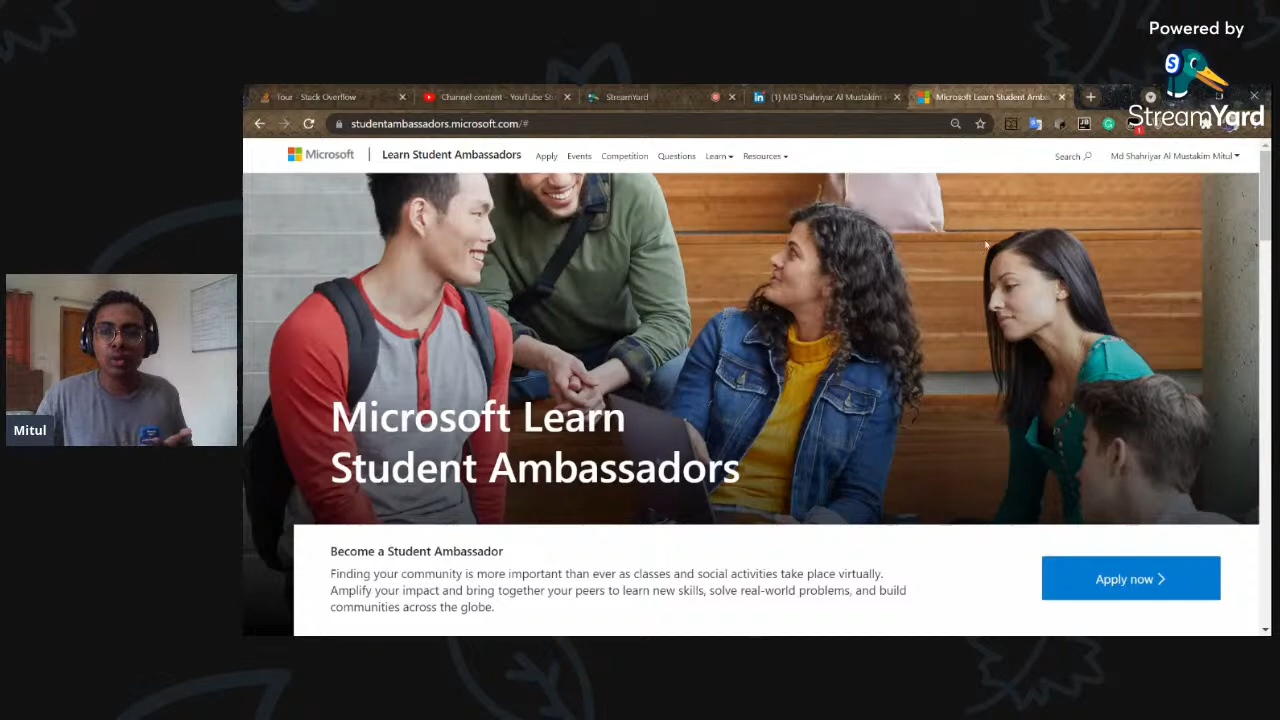 Powered by
StreamYard
Tour - Stack Overflow
Channel content - YouTube St
StreamYard
(1) MD Shahriyar Al Mustakim
Microsoft Learn Student Amba
studentambassadors.microsoft.com/#
Microsoft | Learn Student Ambassadors Apply Events Competition Questions Learn Resources Search Md Shahriyar Al Mustakim Mitul
Mitul
Microsoft Learn
Student Ambassadors
Become a Student Ambassador
Finding your community is more important than ever as classes and social activities take place virtually.
Amplify your impact and bring together your peers to learn new skills, solve real-world problems, and build
communities across the globe.
Apply now